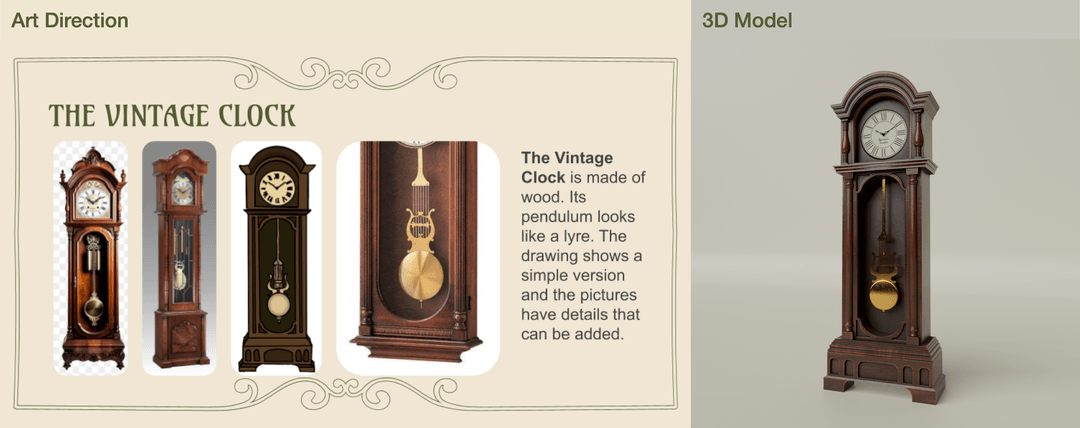 Art Direction
3D Model
THE VINTAGE CLOCK
The Vintage
Clock is made of
wood. Its
pendulum looks
like a lyre. The
drawing shows a
simple version
and the pictures
have details that
can be added.